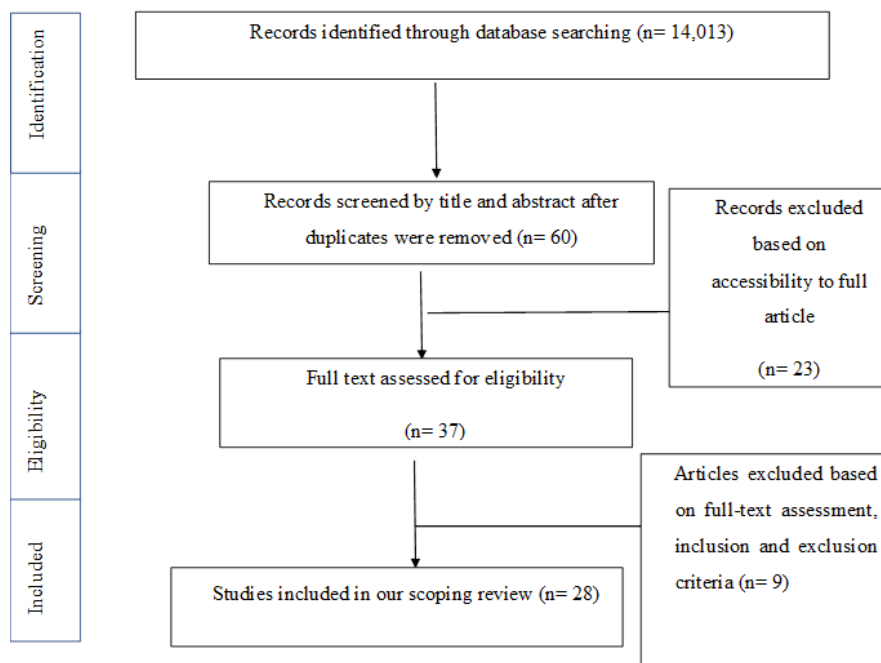 Identification
Records identified through database searching (n= 14,013)
Screening
Records screened by title and abstract after
duplicates were removed (n= 60)
Records excluded
based on
accessibility to full
article
(n= 23)
Eligibility
Full text assessed for eligibility
(n= 37)
Articles excluded based
on full-text assessment,
inclusion and exclusion
criteria (n= 9)
Included
Studies included in our scoping review (n= 28)